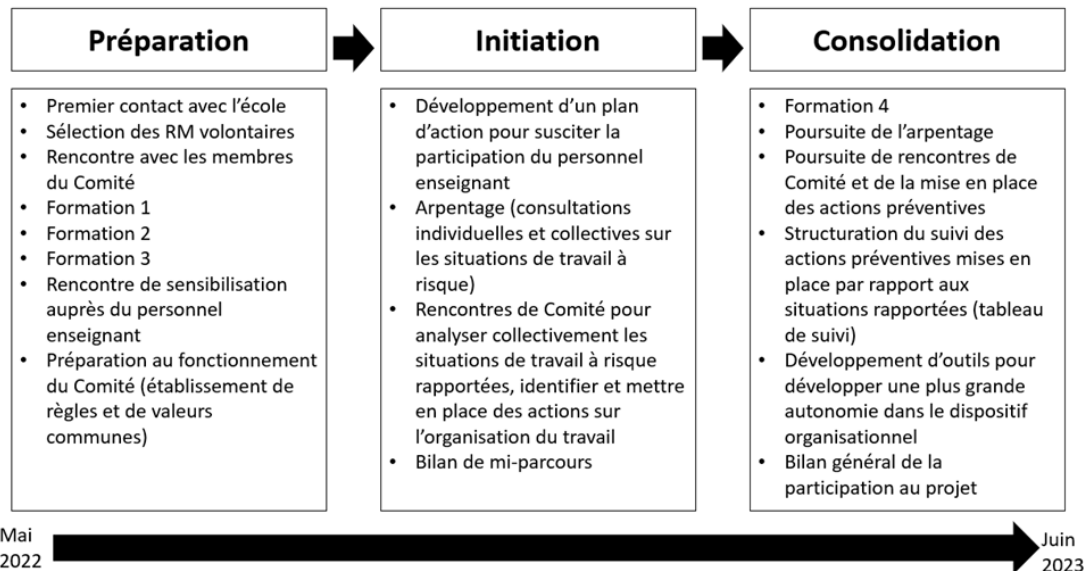 Préparation
Initiation
Consolidation
• Premier contact avec l’école
• Sélection des RM volontaires
• Rencontre avec les membres
du Comité
• Formation 1
• Formation 2
• Formation 3
• Rencontre de sensibilisation
auprès du personnel
enseignant
• Préparation au fonctionnement
du Comité (établissement de
règles et de valeurs
communes)
• Développement d’un plan
d’action pour susciter la
participation du personnel
enseignant
• Arpentage (consultations
individuelles et collectives sur
les situations de travail à
risque)
• Rencontres de Comité pour
analyser collectivement les
situations de travail à risque
rapportées, identifier et mettre
en place des actions sur
l’organisation du travail
• Bilan de mi-parcours
• Formation 4
• Poursuite de l’arpentage
• Poursuite de rencontres de
Comité et de la mise en place
des actions préventives
• Structuration du suivi des
actions préventives mises en
place par rapport aux
situations rapportées (tableau
de suivi)
• Développement d’outils pour
développer une plus grande
autonomie dans le dispositif
organisationnel
• Bilan général de la
participation au projet
Mai
2022
Juin
2023